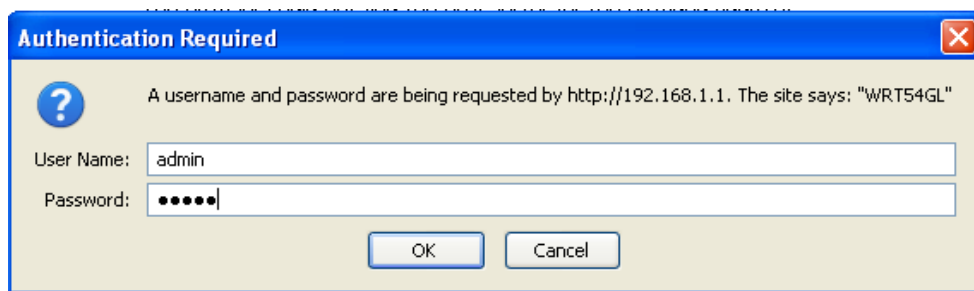 Authentication Required
A username and password are being requested by http://192.168.1.1. The site says: "WRT54GL"
User Name: admin
Password: •••••
OK Cancel